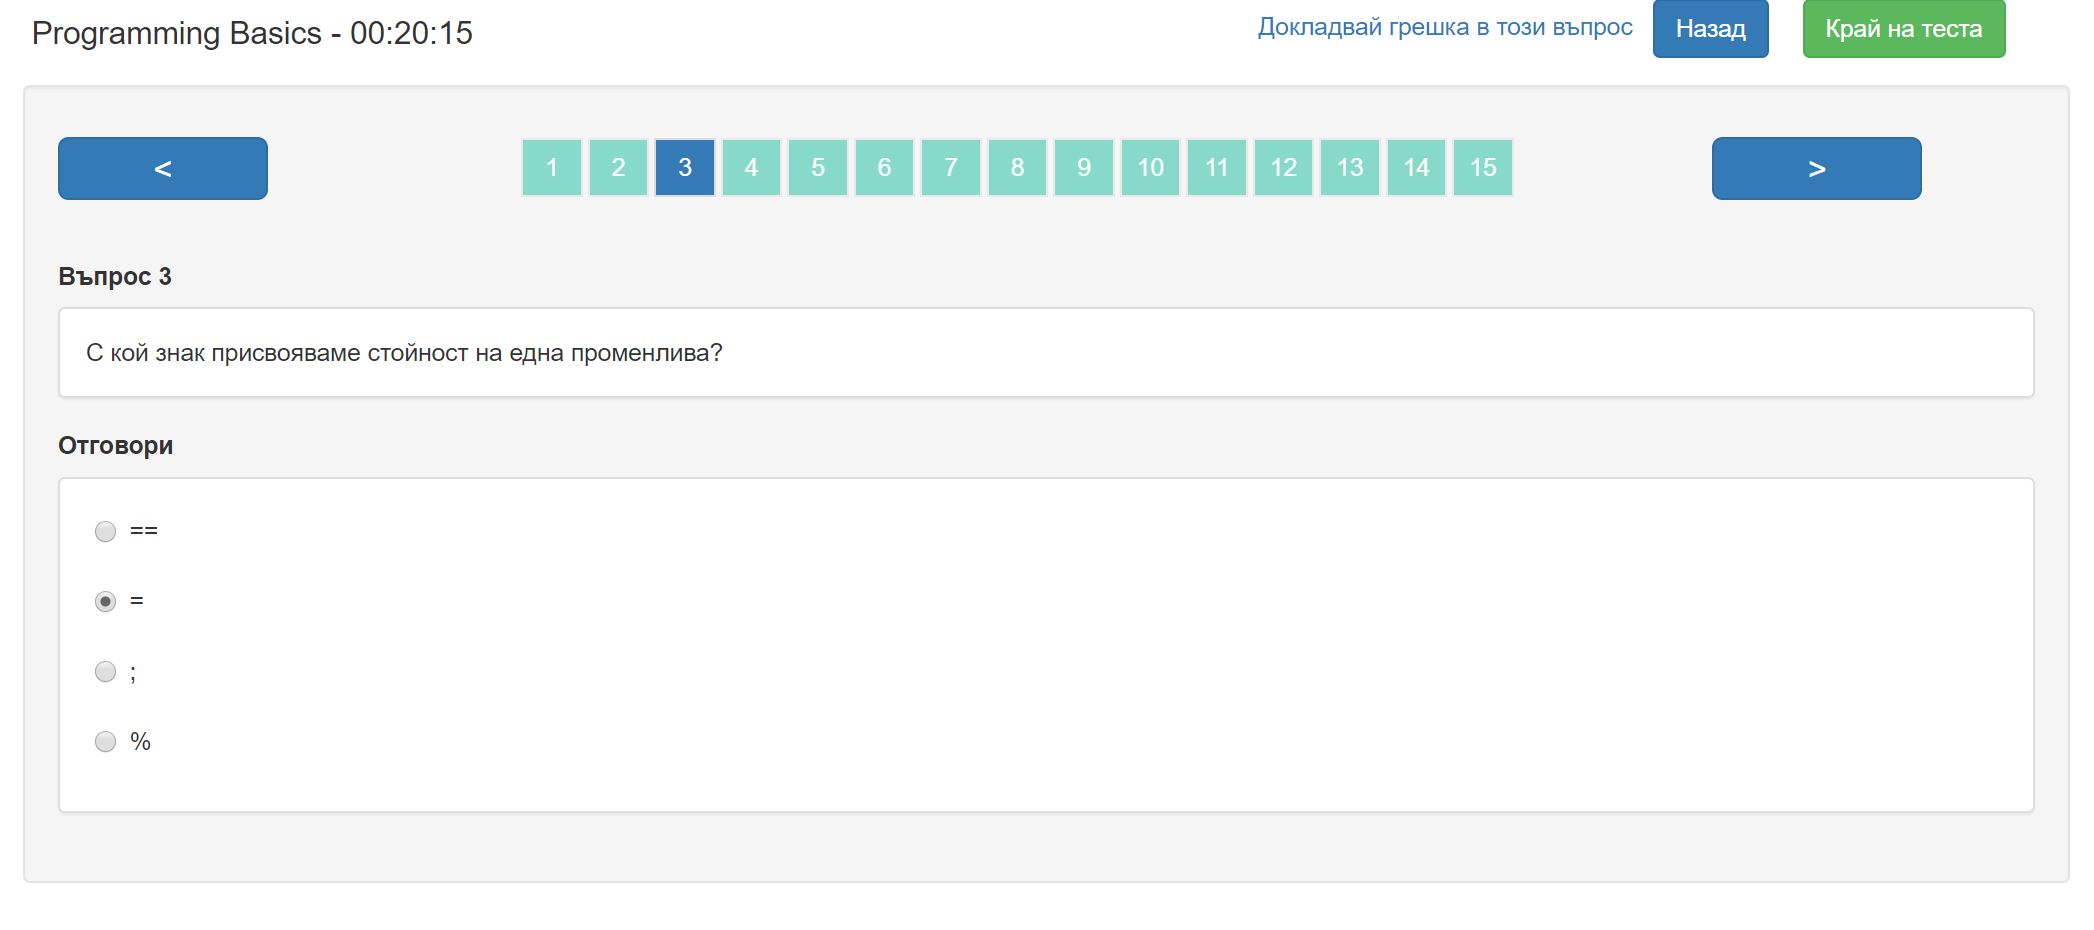 Programming Basics - 00:20:15
Докладвай грешка в този въпрос
Назад
Край на теста
<
1 2 3 4 5 6 7 8 9 10 11 12 13 14 15
>
Въпрос 3
С кой знак присвояваме стойност на една променлива?
Отговори
==
=
;
%